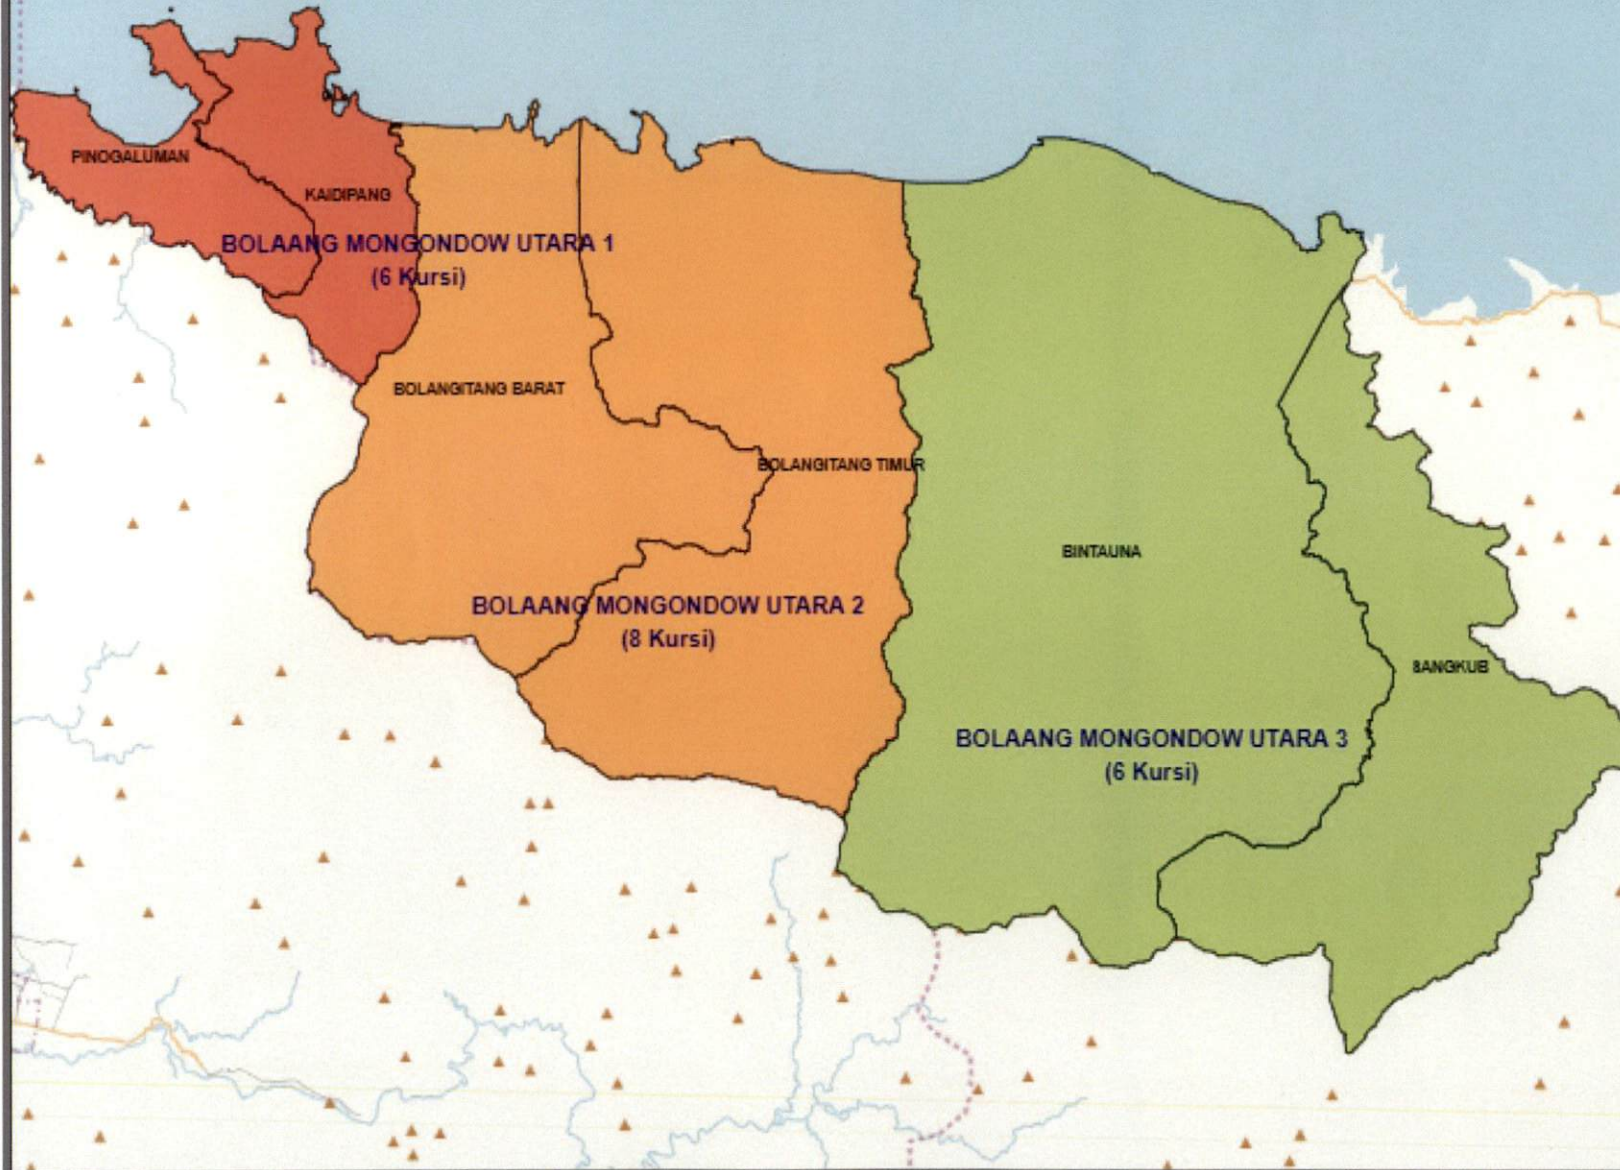 PINOGALUMAN
KAIDIPANG
BOLAANG MONGONDOW UTARA 1
(6 Kursi)
BOLANGITANG BARAT
BOLANGITANG TIMUR
BINTAUNA
BOLAANG MONGONDOW UTARA 2
(8 Kursi)
SANGKUB
BOLAANG MONGONDOW UTARA 3
(6 Kursi)